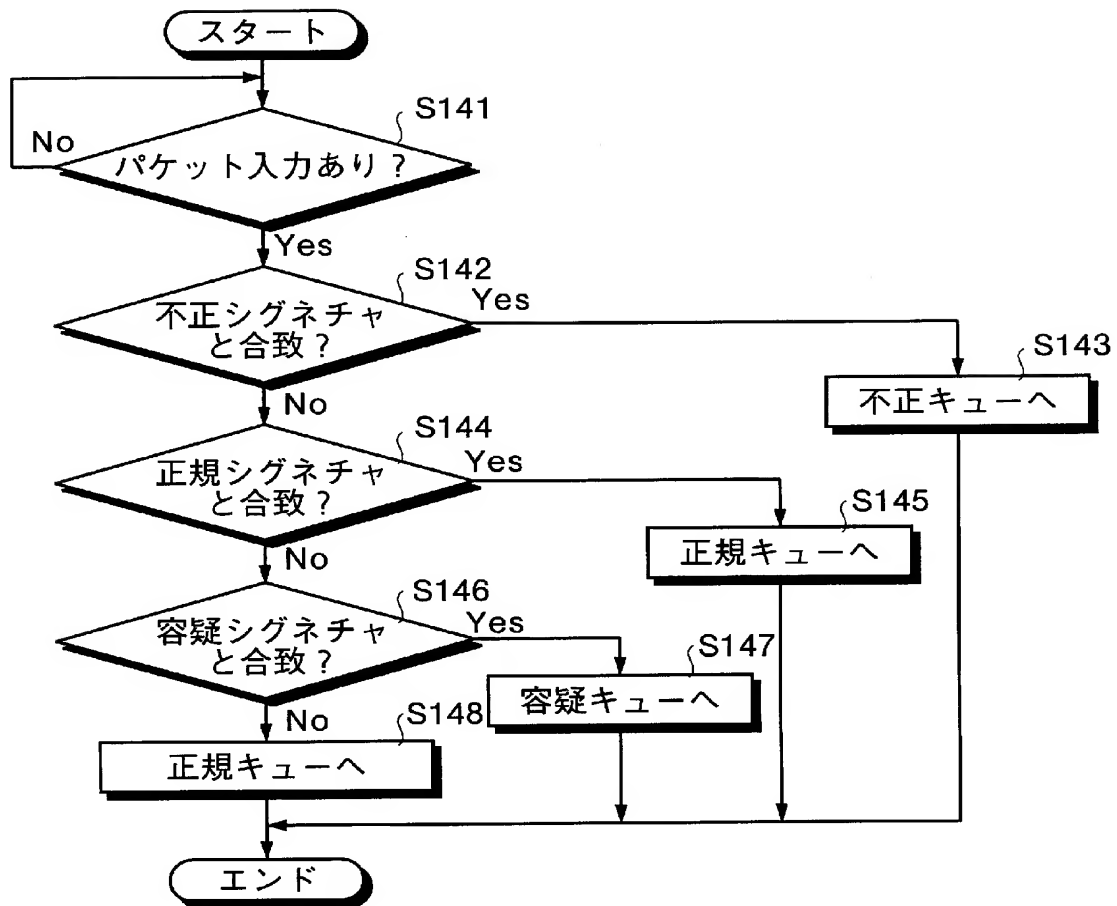 スタート
S141
No
パケット入力あり？
Yes
S142
Yes
不正シグネチャ
と合致？
S143
不正キューへ
No
S144
Yes
正規シグネチャ
と合致？
S145
正規キューへ
No
S146
Yes
容疑シグネチャ
と合致？
S147
容疑キューへ
No
S148
正規キューへ
エンド